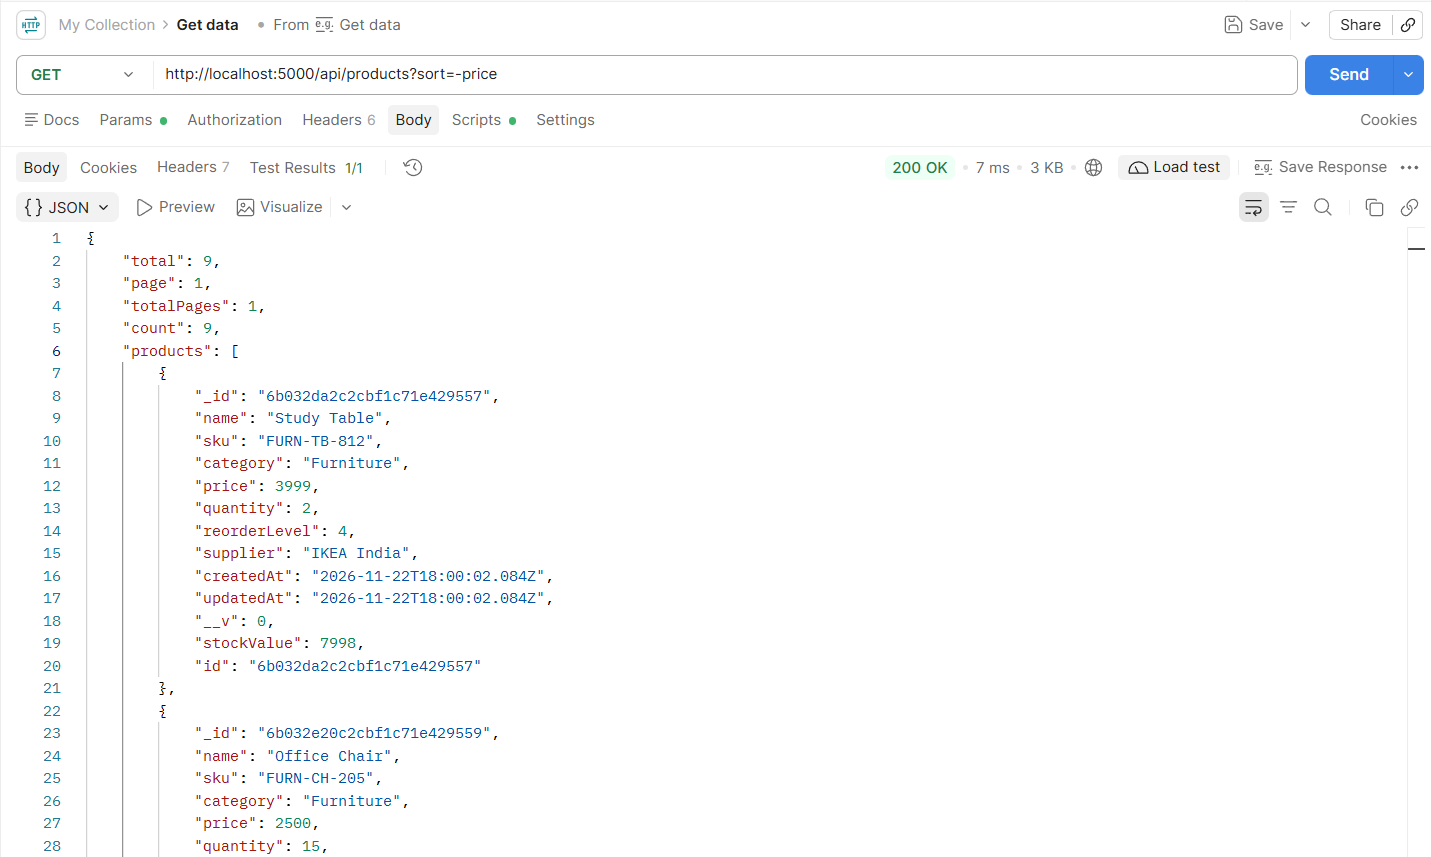 HTTP My Collection > Get data • From e.g. Get data Save Share
GET http://localhost:5000/api/products?sort=-price Send
Docs Params Authorization Headers 6 Body Scripts Settings Cookies
Body Cookies Headers 7 Test Results 1/1 200 OK • 7 ms • 3 KB • Load test e.g. Save Response
{} JSON Preview Visualize
1 {
2 "total": 9,
3 "page": 1,
4 "totalPages": 1,
5 "count": 9,
6 "products": [
7 {
8 "_id": "6b032da2c2cbf1c71e429557",
9 "name": "Study Table",
10 "sku": "FURN-TB-812",
11 "category": "Furniture",
12 "price": 3999,
13 "quantity": 2,
14 "reorderLevel": 4,
15 "supplier": "IKEA India",
16 "createdAt": "2026-11-22T18:00:02.084Z",
17 "updatedAt": "2026-11-22T18:00:02.084Z",
18 "__v": 0,
19 "stockValue": 7998,
20 "id": "6b032da2c2cbf1c71e429557"
21 },
22 {
23 "_id": "6b032e20c2cbf1c71e429559",
24 "name": "Office Chair",
25 "sku": "FURN-CH-205",
26 "category": "Furniture",
27 "price": 2500,
28 "quantity": 15,